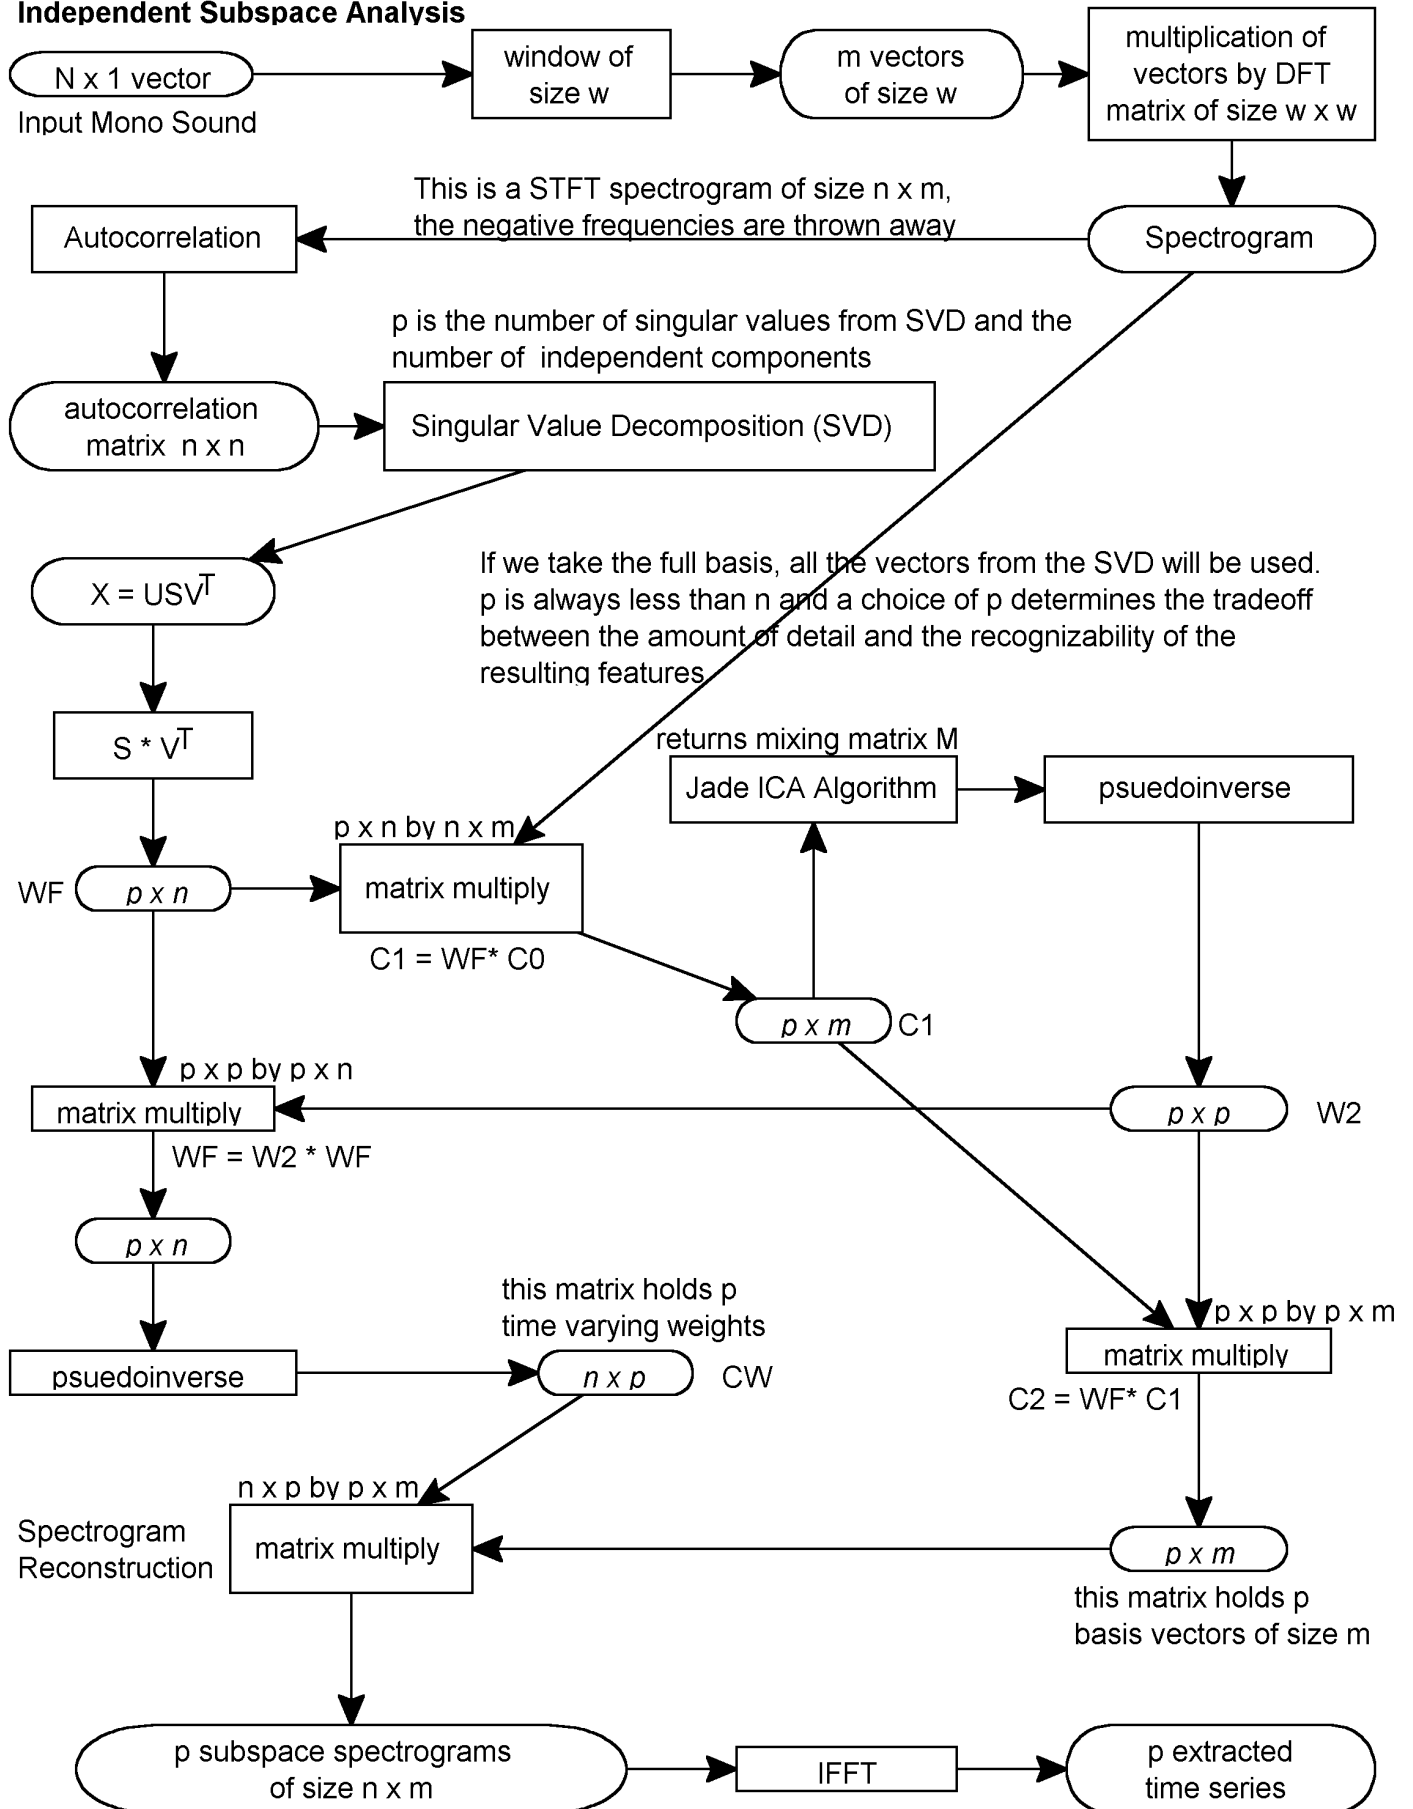 Independent Subspace Analysis
N x 1 vector
Input Mono Sound
window of
size w
m vectors
of size w
multiplication of
vectors by DFT
matrix of size w x w
This is a STFT spectrogram of size n x m,
the negative frequencies are thrown away
Autocorrelation
Spectrogram
p is the number of singular values from SVD and the
number of independent components
autocorrelation
matrix n x n
Singular Value Decomposition (SVD)
If we take the full basis, all the vectors from the SVD will be used.
p is always less than n and a choice of p determines the tradeoff
between the amount of detail and the recognizability of the
resulting features
X = USVT
S * VT
returns mixing matrix M
Jade ICA Algorithm
psuedoinverse
p x n by n x m
WF
p x n
matrix multiply
C1 = WF* C0
p x m
C1
p x p by p x n
matrix multiply
p x p
W2
WF = W2 * WF
p x n
this matrix holds p
time varying weights
p x p by p x m
matrix multiply
psuedoinverse
n x p
CW
C2 = WF* C1
n x p by p x m
Spectrogram
Reconstruction
matrix multiply
p x m
this matrix holds p
basis vectors of size m
p subspace spectrograms
of size n x m
IFFT
p extracted
time series